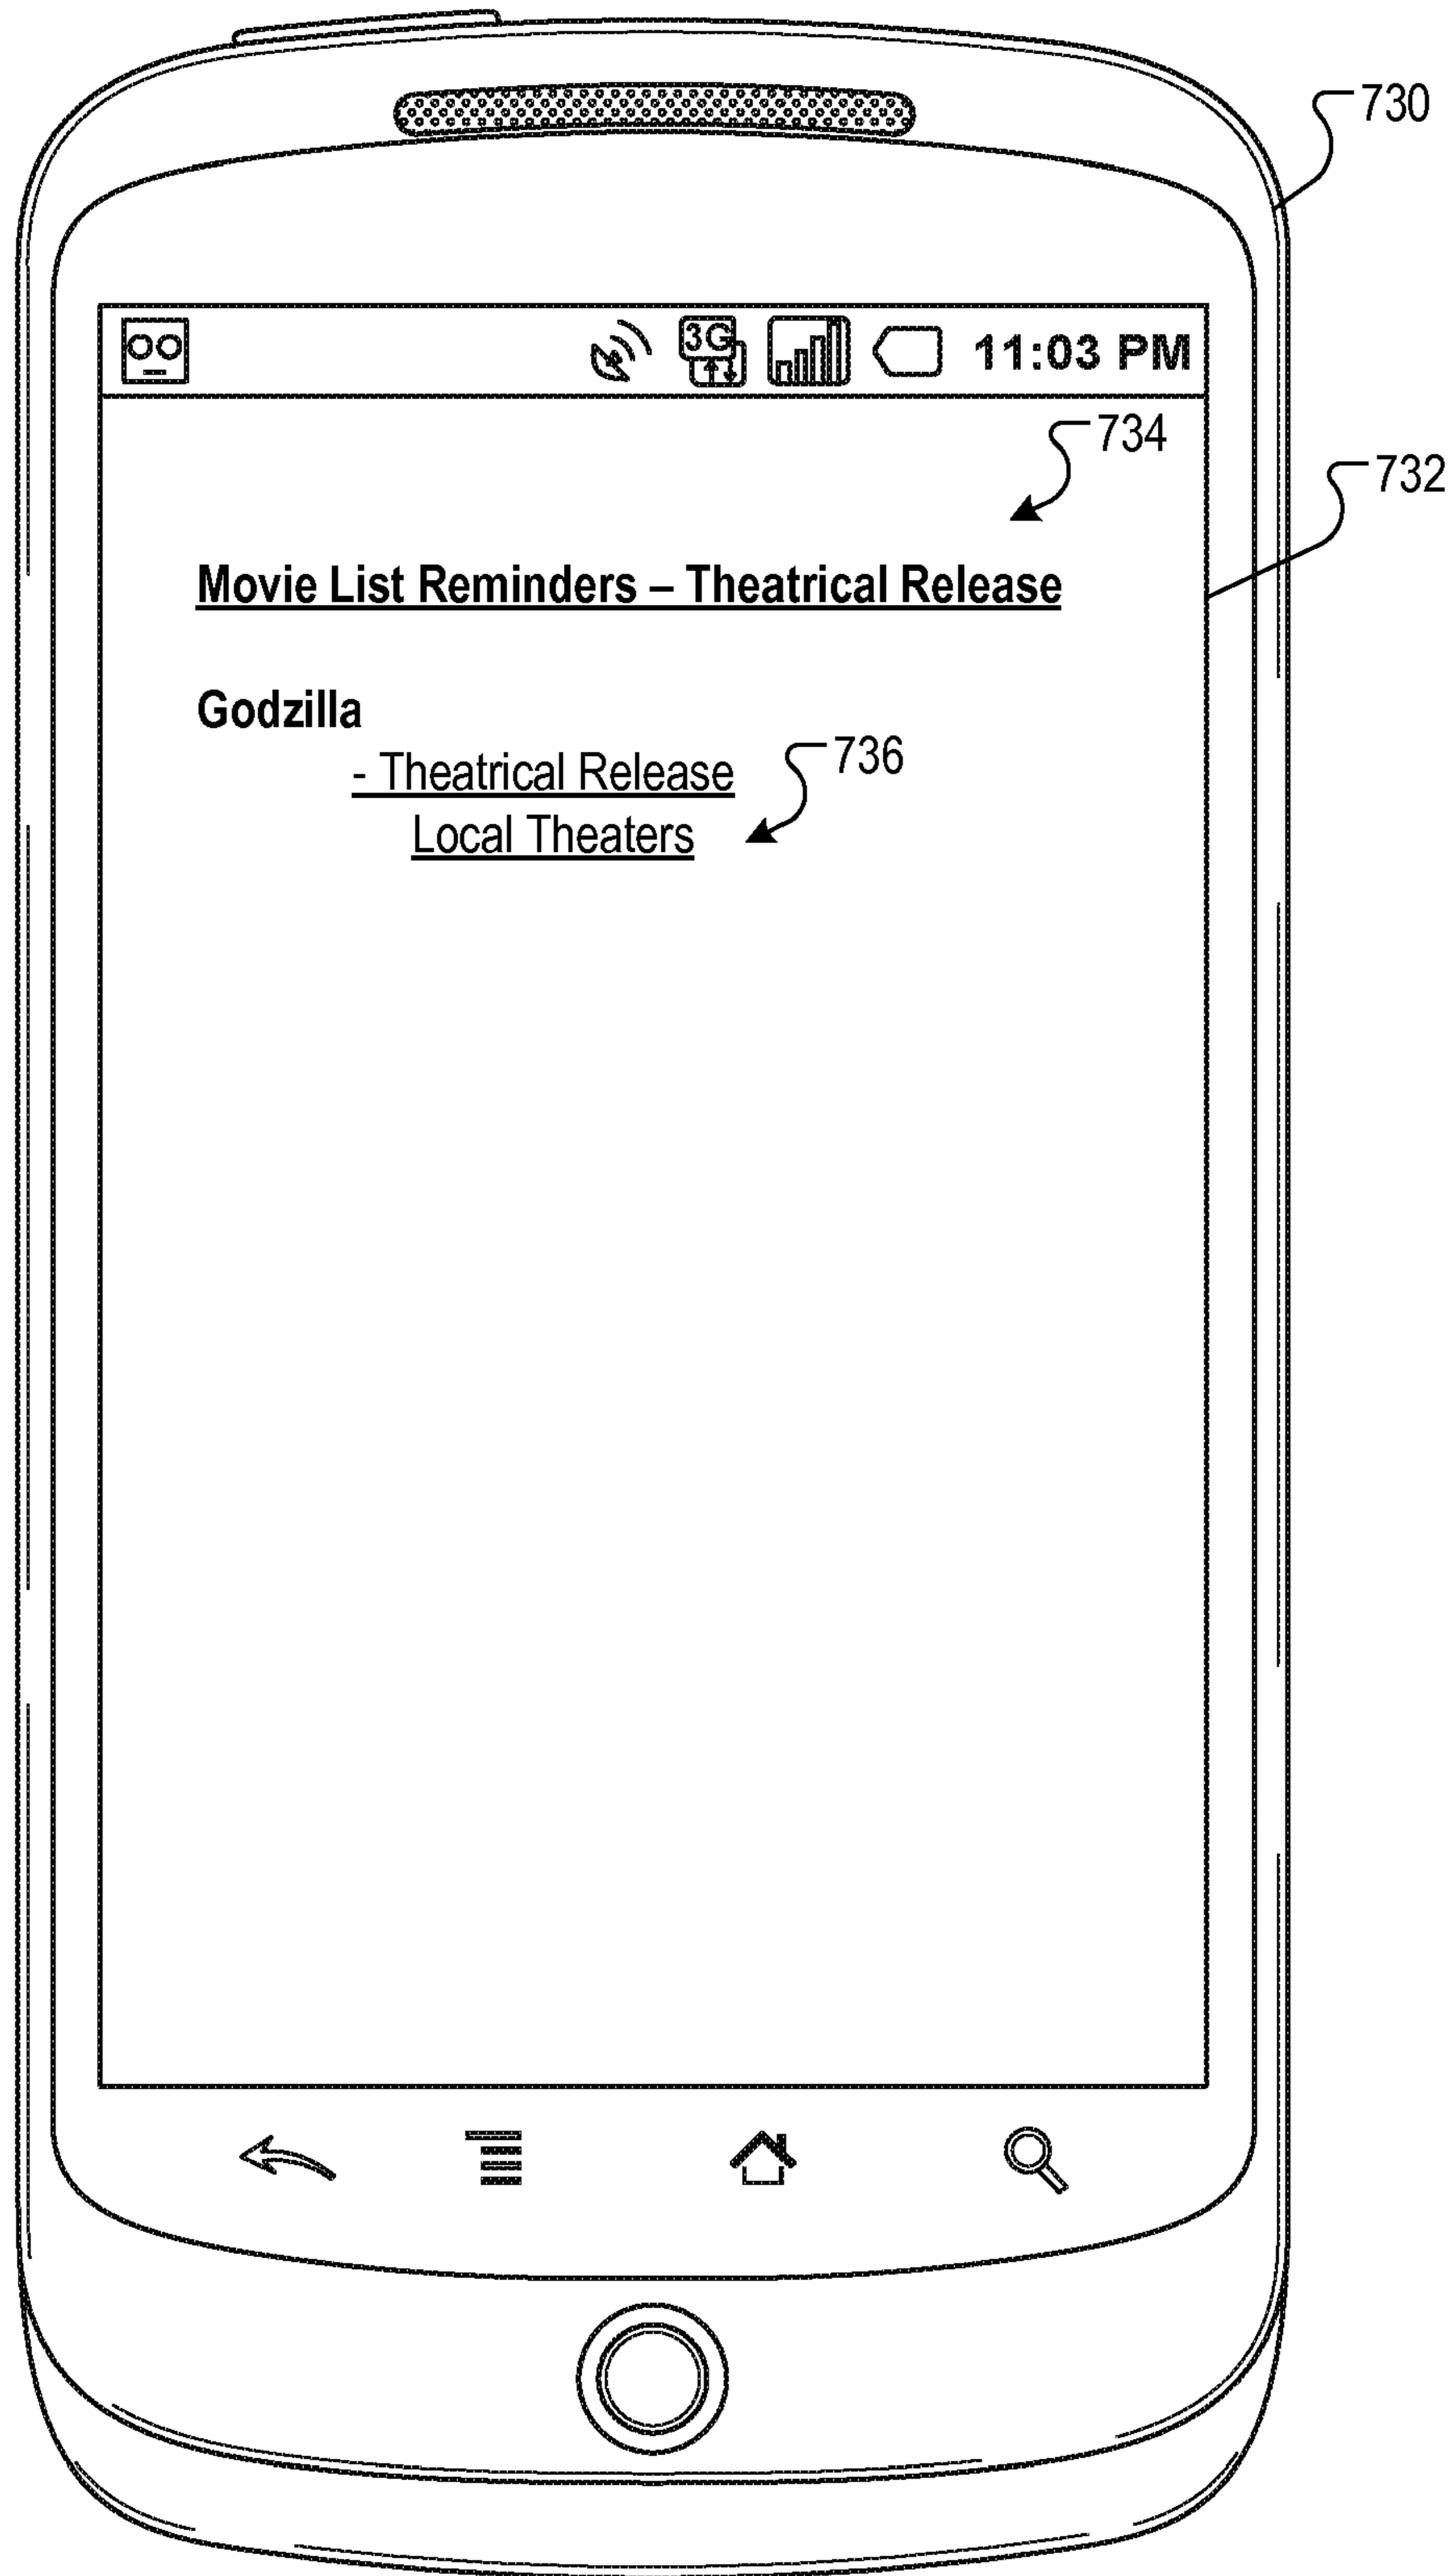 730
3G 11:03 PM
734
732
Movie List Reminders – Theatrical Release
Godzilla
- Theatrical Release
736
Local Theaters